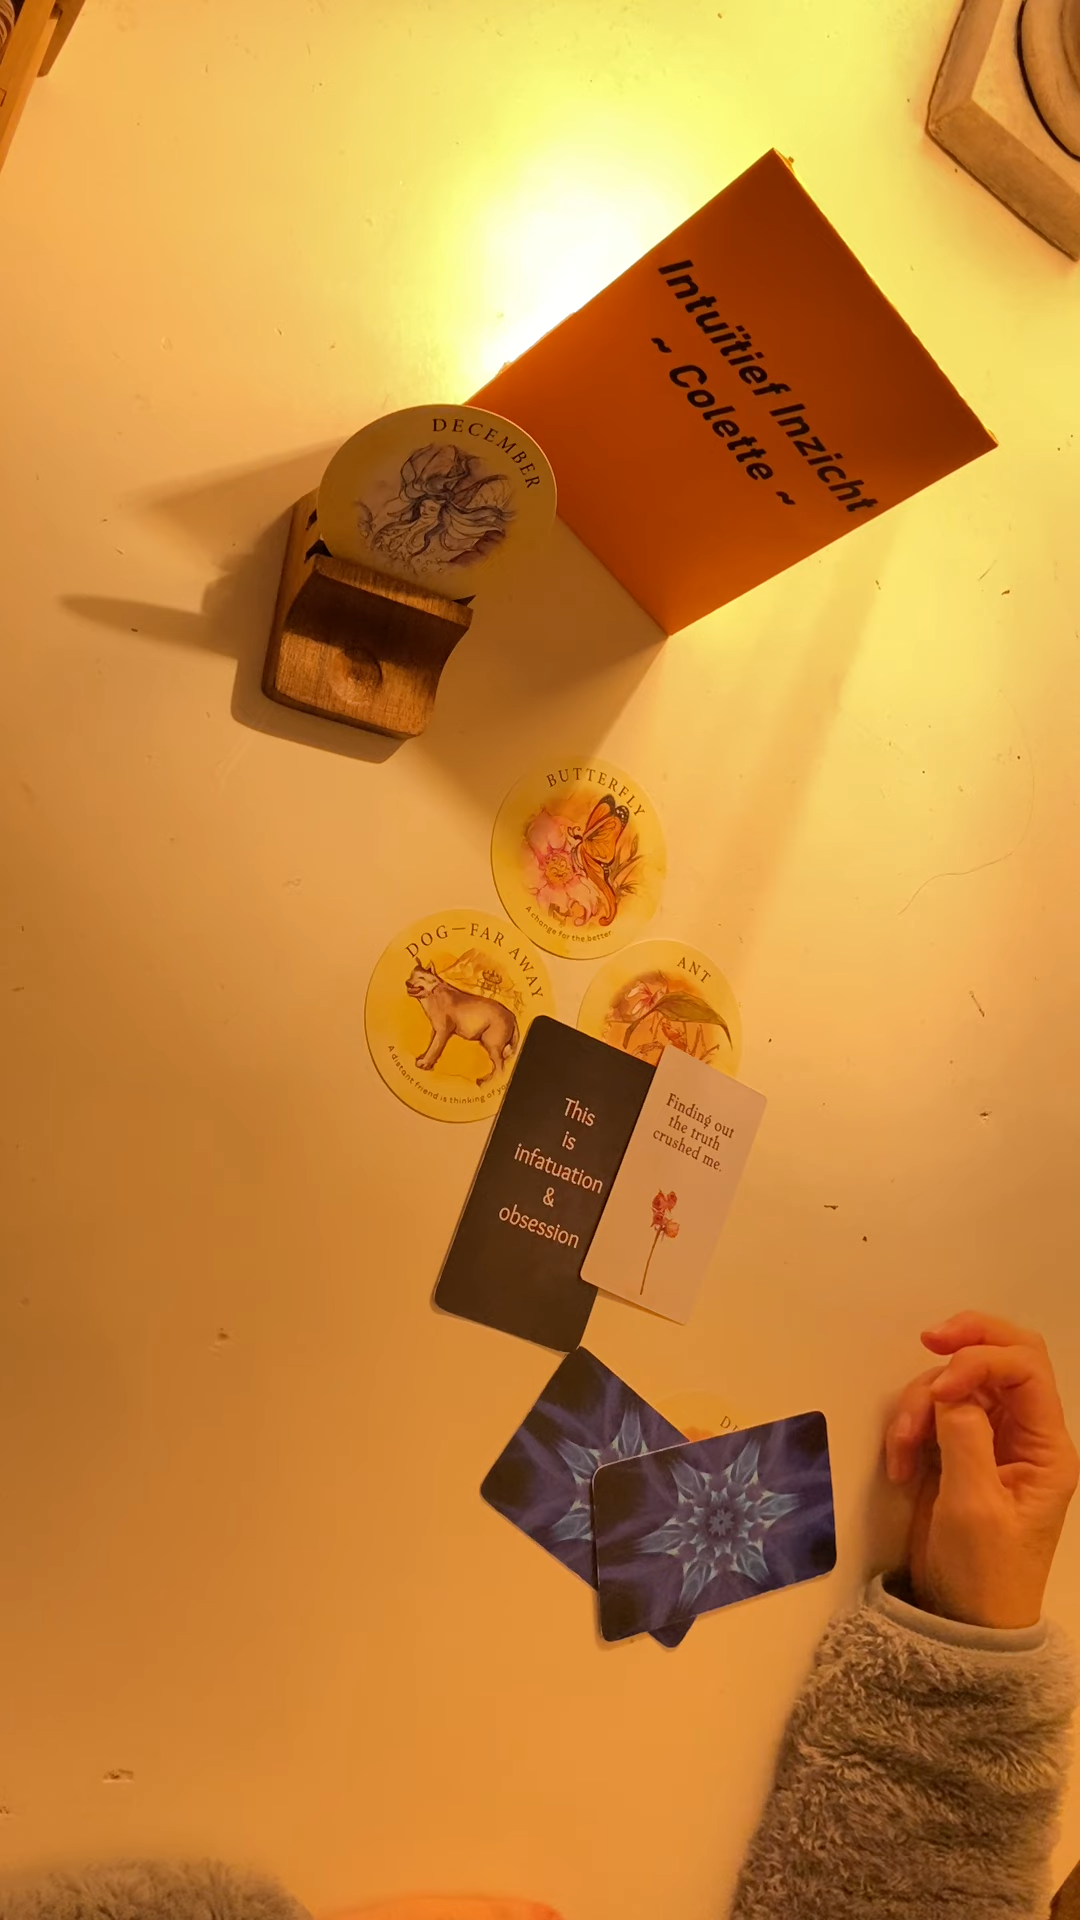 Intuïtief Inzicht
~ Colette ~
DECEMBER
BUTTERFLY
A change for the better
DOG—FAR AWAY
A distant friend is thinking of
ANT
This
is
infatuation
&
obsession
Finding out
the truth
crushed me.